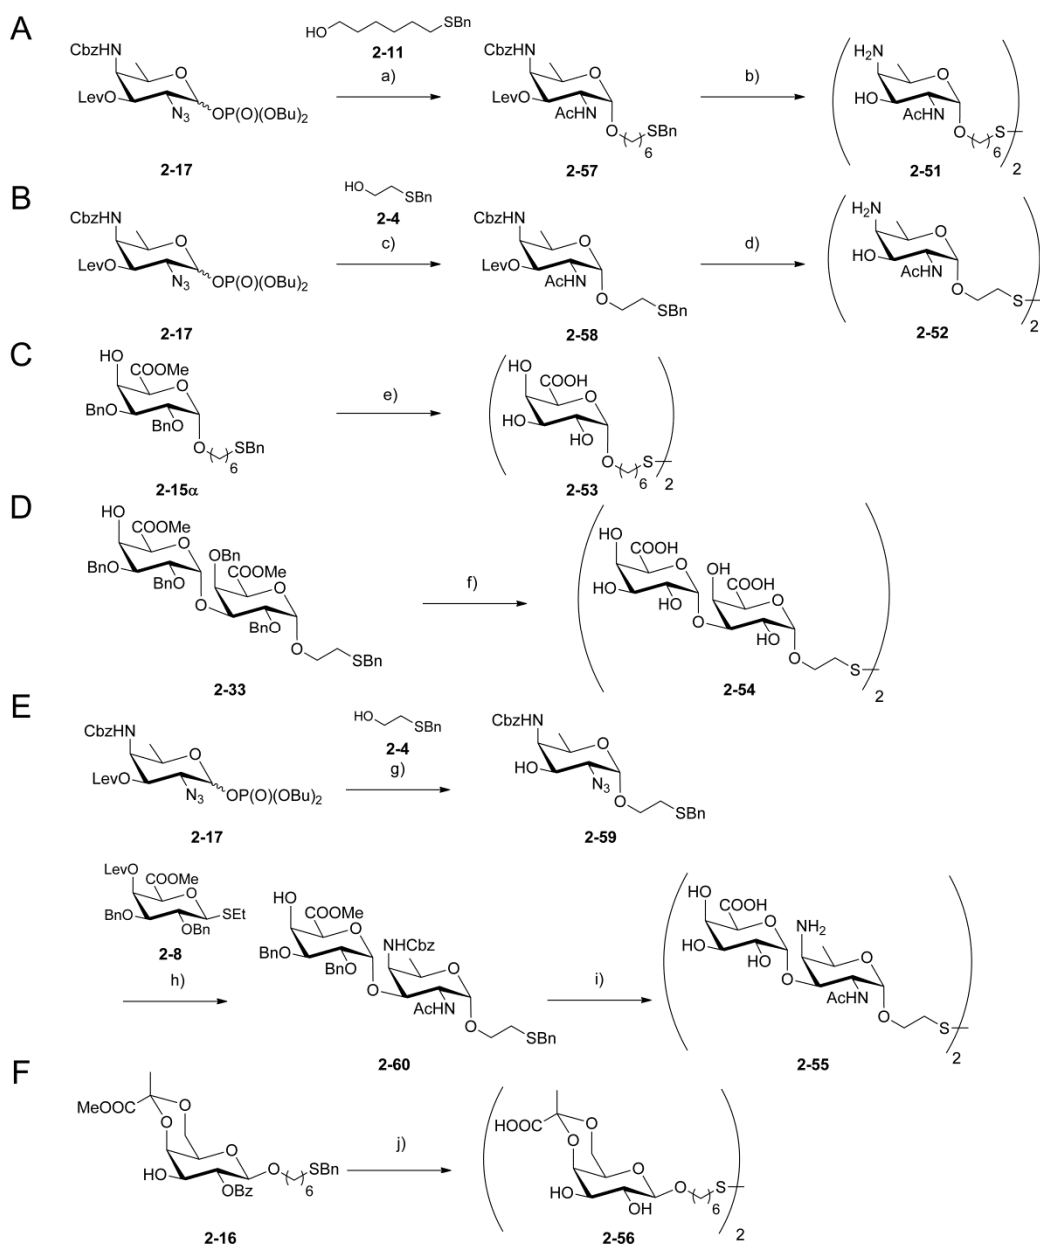 A
HO
SBn
2-11
a)
CbzHN
O
LevO
N3
OP(O)(OBu)2
2-17
CbzHN
O
LevO
AcHN
O
6
SBn
2-57
b)
H2N
O
HO
AcHN
O
6
S
2
2-51
B
HO
SBn
2-4
c)
CbzHN
O
LevO
N3
OP(O)(OBu)2
2-17
CbzHN
O
LevO
AcHN
O
SBn
2-58
d)
H2N
O
HO
AcHN
O
S
2
2-52
C
HO
COOMe
O
BnO
BnO
O
6
SBn
2-15α
e)
HO
COOH
O
HO
HO
O
6
S
2
2-53
D
HO
COOMe
O
BnO
BnO
O
OBn
COOMe
O
BnO
O
SBn
2-33
f)
HO
COOH
O
HO
HO
O
OH
COOH
O
HO
O
S
2
2-54
E
HO
SBn
2-4
g)
CbzHN
O
LevO
N3
OP(O)(OBu)2
2-17
CbzHN
O
HO
N3
O
SBn
2-59
LevO
COOMe
O
BnO
OBn
SEt
2-8
h)
HO
COOMe
O
BnO
BnO
O
NHCbz
O
AcHN
O
SBn
2-60
i)
HO
COOH
O
HO
HO
O
NH2
O
AcHN
O
S
2
2-55
F
MeOOC
O
O
O
HO
OBz
O
6
SBn
2-16
j)
HOOC
O
O
O
HO
OH
O
6
S
2
2-56